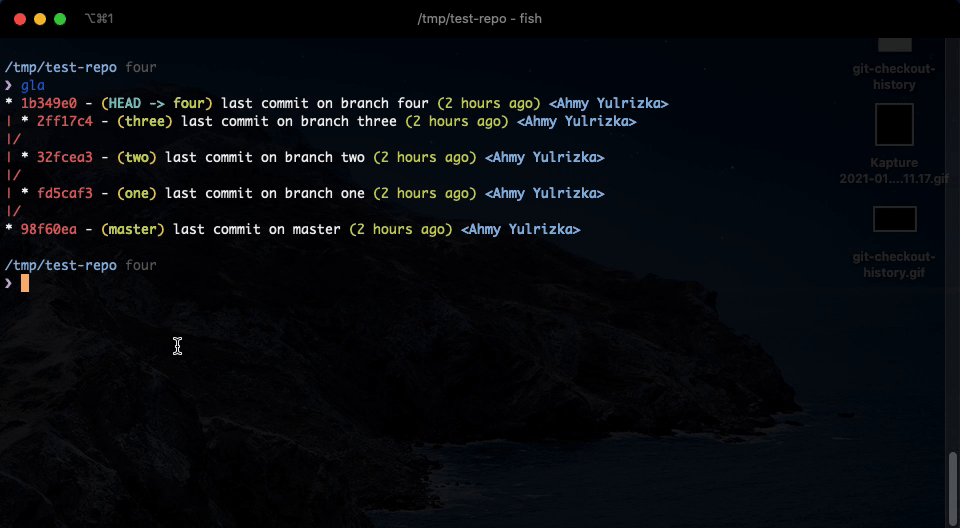 ⌥⌘1
/tmp/test-repo - fish
/tmp/test-repo four
❯ gla
* 1b349e0 - (HEAD -> four) last commit on branch four (2 hours ago) <Ahmy Yulrizka>
| * 2ff17c4 - (three) last commit on branch three (2 hours ago) <Ahmy Yulrizka>
|/
| * 32fcea3 - (two) last commit on branch two (2 hours ago) <Ahmy Yulrizka>
|/
| * fd5caf3 - (one) last commit on branch one (2 hours ago) <Ahmy Yulrizka>
|/
* 98f60ea - (master) last commit on master (2 hours ago) <Ahmy Yulrizka>
/tmp/test-repo four
❯
git-checkout-
history
Kapture
2021-01....11.17.gif
git-checkout-
history.gif